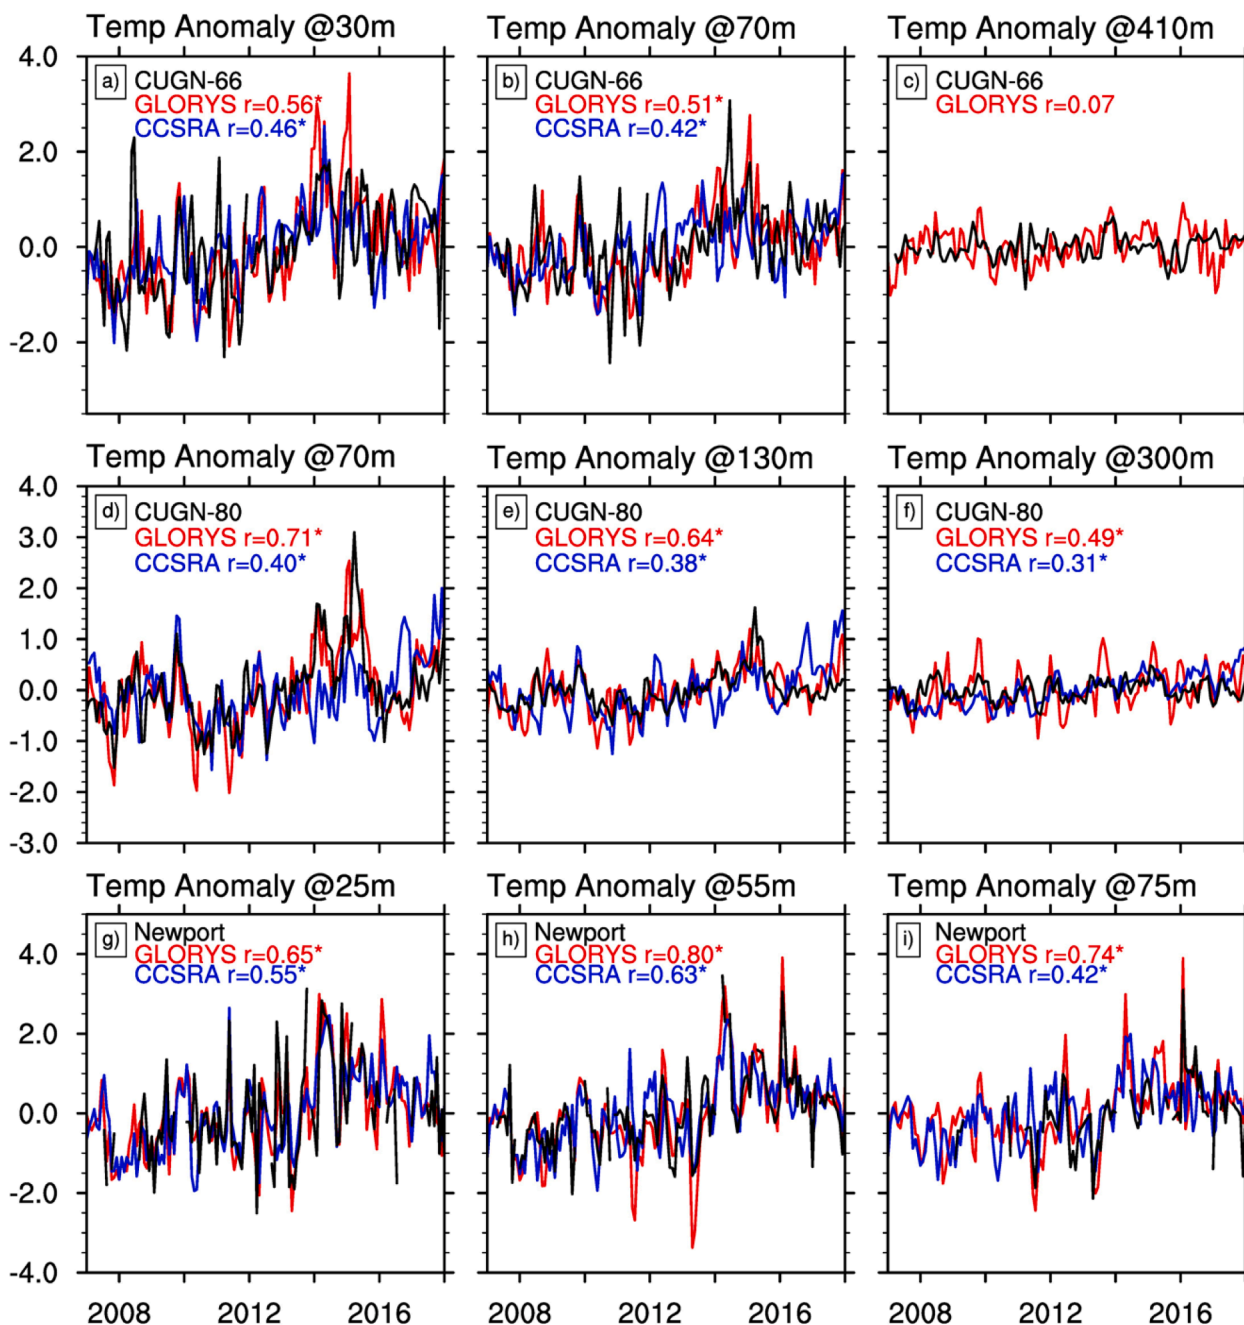 Temp Anomaly @30m
Temp Anomaly @70m
Temp Anomaly @410m
4.0
2.0
0.0
-2.0
a)
CUGN-66
GLORYS r=0.56*
CCSRA r=0.46*
b)
CUGN-66
GLORYS r=0.51*
CCSRA r=0.42*
c)
CUGN-66
GLORYS r=0.07
Temp Anomaly @70m
Temp Anomaly @130m
Temp Anomaly @300m
4.0
3.0
2.0
1.0
0.0
-1.0
-2.0
-3.0
d)
CUGN-80
GLORYS r=0.71*
CCSRA r=0.40*
e)
CUGN-80
GLORYS r=0.64*
CCSRA r=0.38*
f)
CUGN-80
GLORYS r=0.49*
CCSRA r=0.31*
Temp Anomaly @25m
Temp Anomaly @55m
Temp Anomaly @75m
4.0
2.0
0.0
-2.0
-4.0
g)
Newport
GLORYS r=0.65*
CCSRA r=0.55*
h)
Newport
GLORYS r=0.80*
CCSRA r=0.63*
i)
Newport
GLORYS r=0.74*
CCSRA r=0.42*
2008 2012 2016
2008 2012 2016
2008 2012 2016